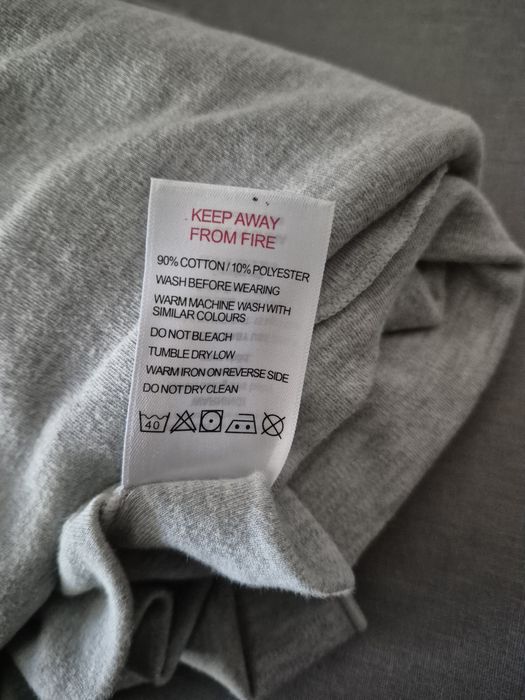 KEEP AWAY
FROM FIRE
90% COTTON / 10% POLYESTER
WASH BEFORE WEARING
WARM MACHINE WASH WITH
SIMILAR COLOURS
DO NOT BLEACH
TUMBLE DRY LOW
WARM IRON ON REVERSE SIDE
DO NOT DRY CLEAN
40